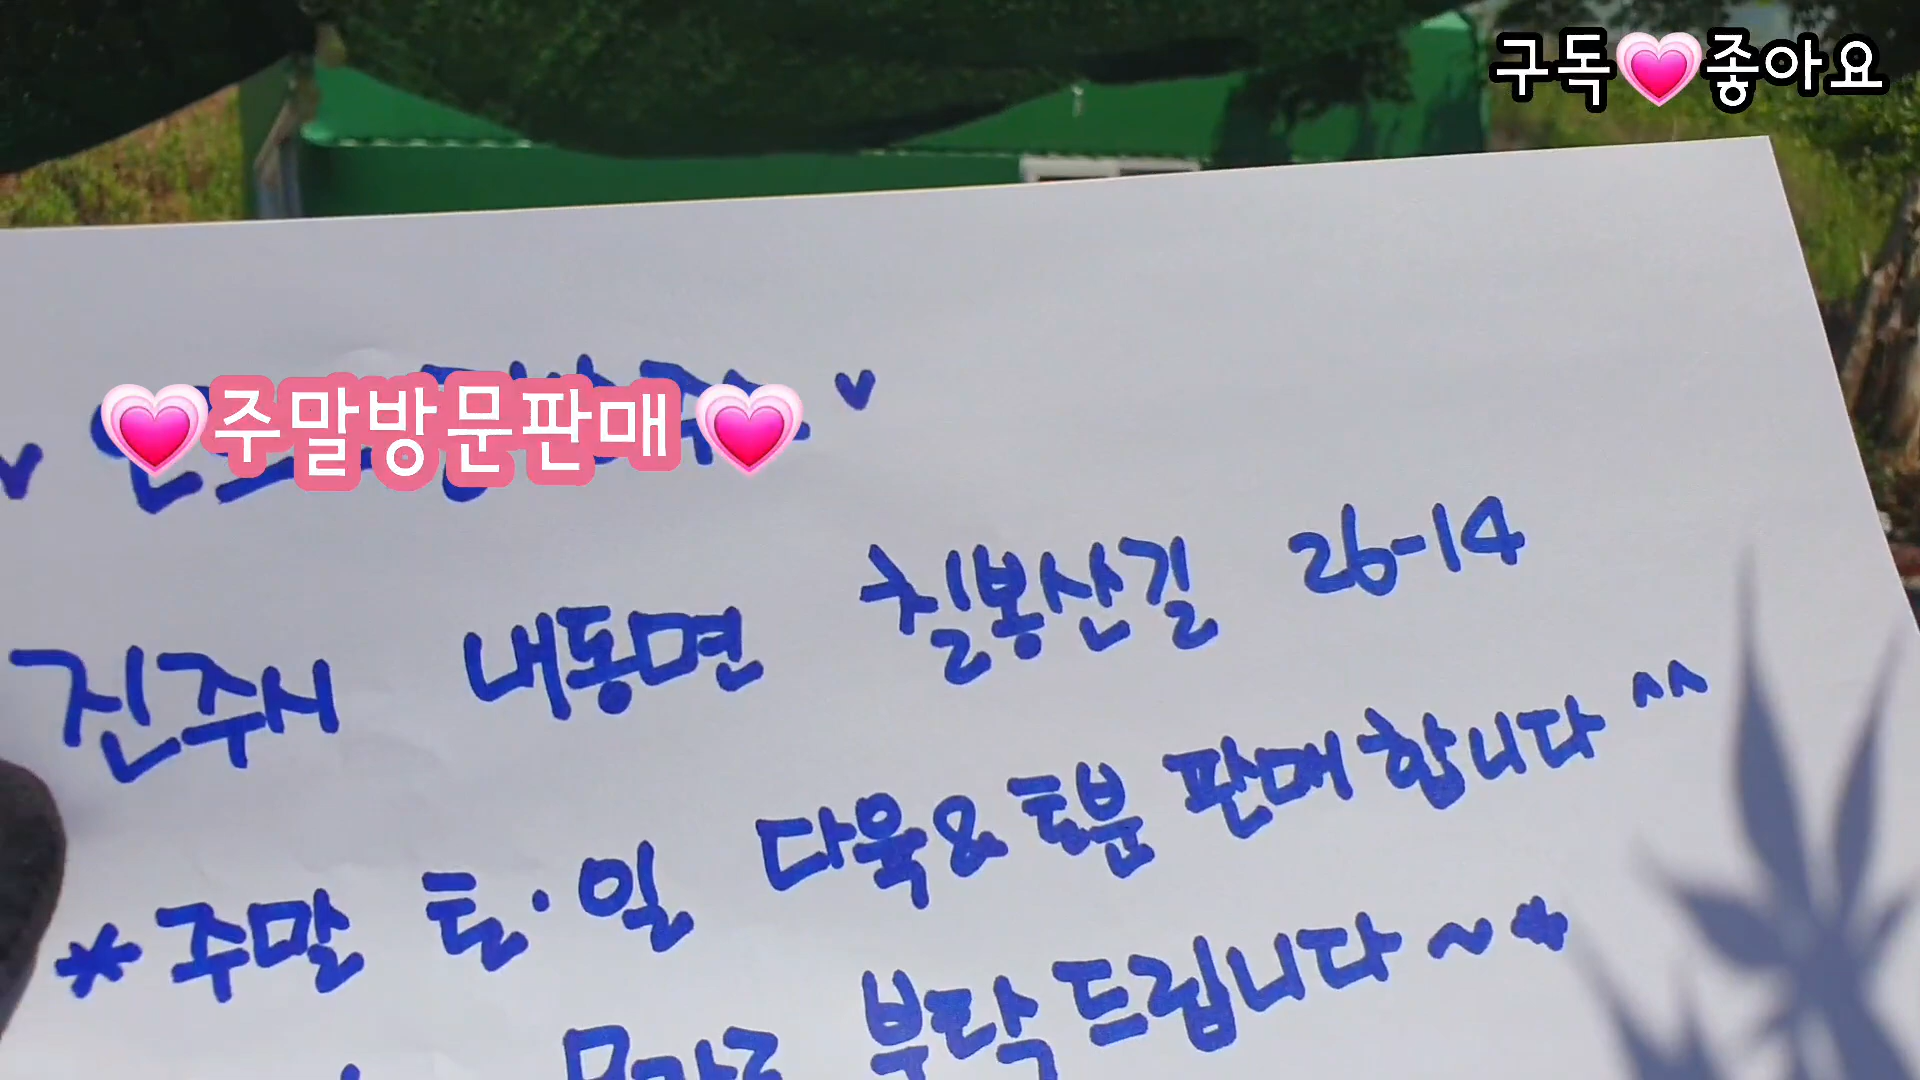 구독💗좋아요
💗주말방문판매💗
진주시 내동면 칠봉산길 26-14
*주말 토·일 다육&화분 판매합니다^^
부탁드립니다~*